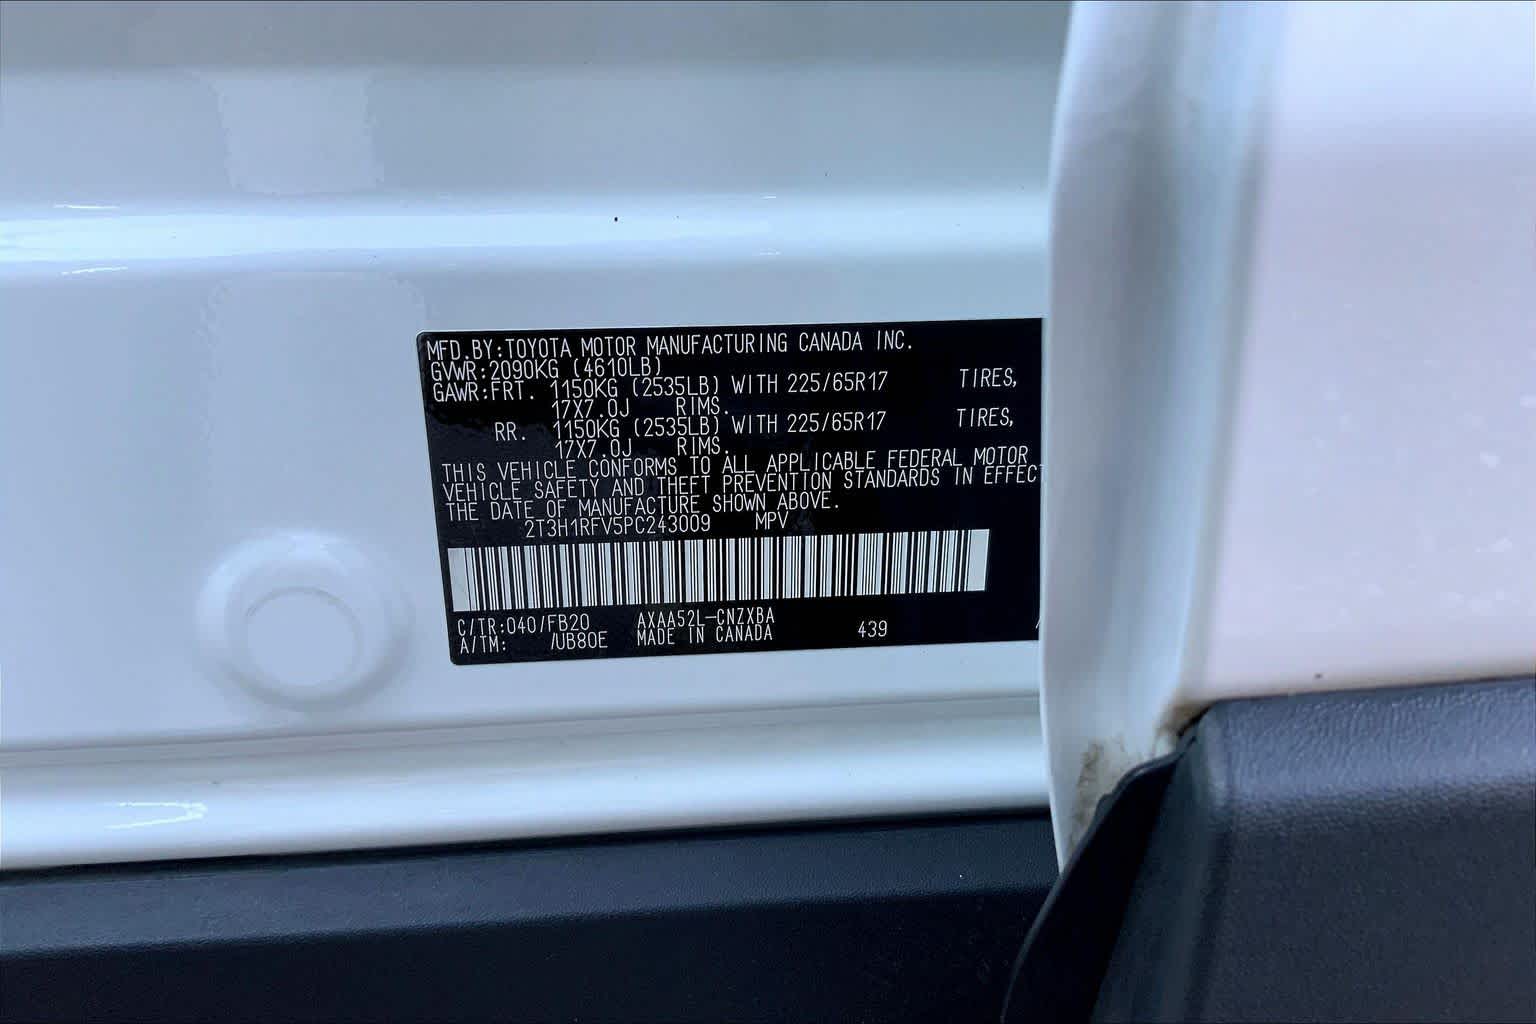 MFD.BY:TOYOTA MOTOR MANUFACTURING CANADA INC.
GVWR:2090KG (4610LB)
GAWR:FRT. 1150KG (2535LB) WITH 225/65R17 TIRES,
17X7.0J RIMS.
RR. 1150KG (2535LB) WITH 225/65R17 TIRES,
17X7.0J RIMS.
THIS VEHICLE CONFORMS TO ALL APPLICABLE FEDERAL MOTOR
VEHICLE SAFETY AND THEFT PREVENTION STANDARDS IN EFFEC
THE DATE OF MANUFACTURE SHOWN ABOVE.
2T3H1RFV5PC243009 MPV
C/TR:040/FB20 AXAA52L-CNZXBA
A/TM: /UB80E MADE IN CANADA 439